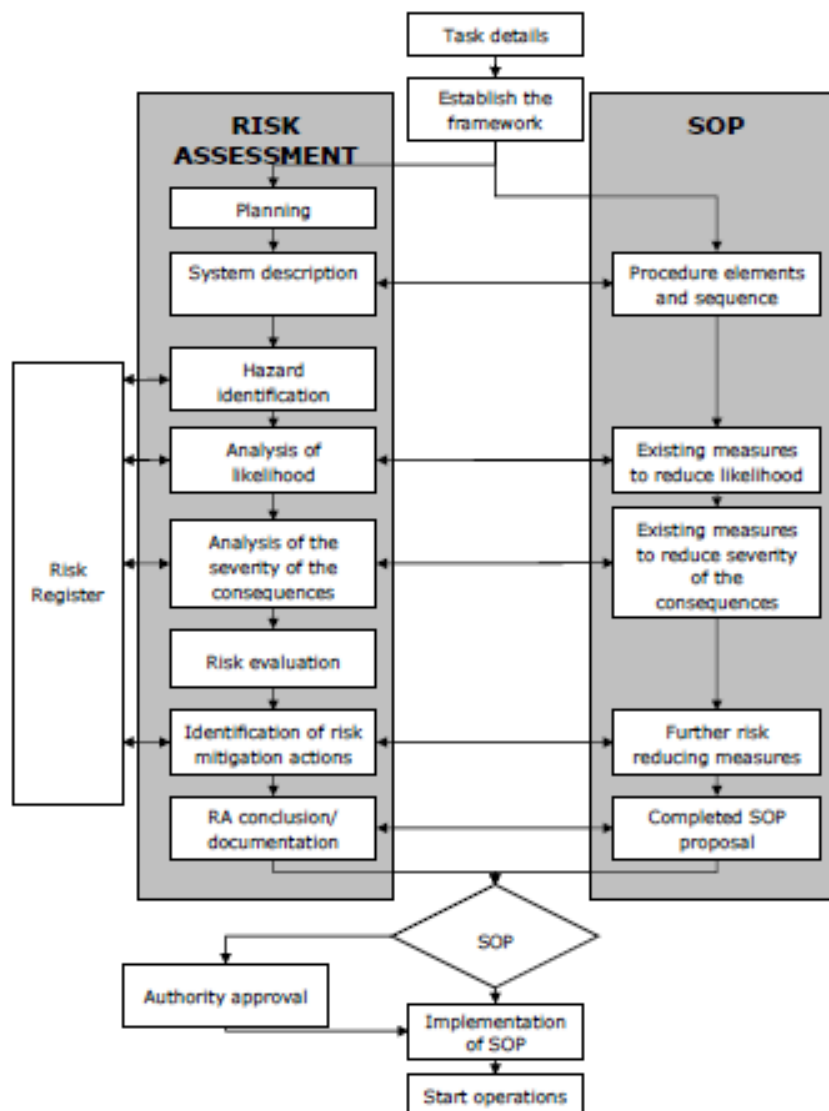 Task details
Establish the
framework
RISK
ASSESSMENT
SOP
Planning
System description
Procedure elements
and sequence
Hazard
identification
Analysis of
likelihood
Existing measures
to reduce likelihood
Risk
Register
Analysis of the
severity of the
consequences
Existing measures
to reduce severity
of the
consequences
Risk evaluation
Identification of risk
mitigation actions
Further risk
reducing measures
RA conclusion/
documentation
Completed SOP
proposal
SOP
Authority approval
Implementation
of SOP
Start operations